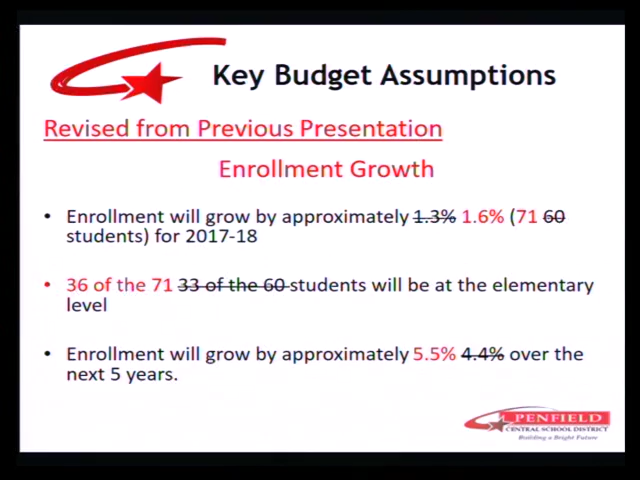 Key Budget Assumptions
Revised from Previous Presentation
Enrollment Growth
• Enrollment will grow by approximately 1.3% 1.6% (71 60
students) for 2017-18
• 36 of the 71 33 of the 60 students will be at the elementary
level
• Enrollment will grow by approximately 5.5% 4.4% over the
next 5 years.
PENFIELD
CENTRAL SCHOOL DISTRICT
Building a Bright Future